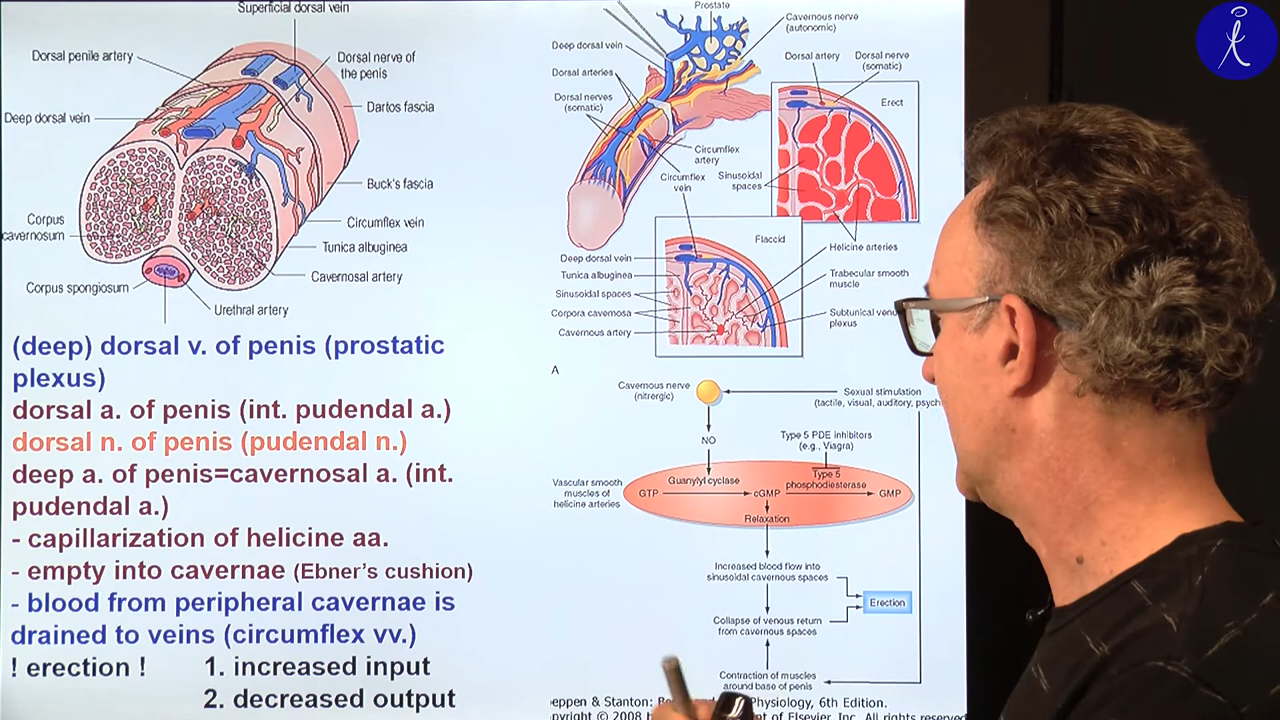 Superficial dorsal vein
Dorsal penile artery
Dorsal nerve of
the penis
Dartos fascia
Deep dorsal vein
Buck's fascia
Corpus
cavernosum
Circumflex vein
Tunica albuginea
Cavernosal artery
Corpus spongiosum
Urethral artery
(deep) dorsal v. of penis (prostatic
plexus)
dorsal a. of penis (int. pudendal a.)
dorsal n. of penis (pudendal n.)
deep a. of penis=cavernosal a. (int.
pudendal a.)
- capillarization of helicine aa.
- empty into cavernae (Ebner's cushion)
- blood from peripheral cavernae is
drained to veins (circumflex vv.)
! erection ! 1. increased input
2. decreased output
Prostate
Cavernous nerve
(autonomic)
Deep dorsal vein
Dorsal artery
Dorsal nerve
(somatic)
Dorsal arteries
Dorsal nerves
(somatic)
Erect
Circumflex
artery
Circumflex
vein
Sinusoidal
spaces
Flaccid
Helicine arteries
Deep dorsal vein
Tunica albuginea
Sinusoidal spaces
Corpora cavernosa
Cavernous artery
Trabecular smooth
muscle
Subtunical venu
plexus
A
Cavernous nerve
(nitrergic)
Sexual stimulation
(tactile, visual, auditory, psych
NO
Type 5 PDE inhibitors
(e.g., Viagra)
Vascular smooth
muscles of
helicine arteries
Guanylyl cyclase
Type 5
phosphodiesterase
GTP
cGMP
GMP
Relaxation
Increased blood flow into
sinusoidal cavernous spaces
Erection
Collapse of venous return
from cavernous spaces
Contraction of muscles
around base of penis
eppen & Stanton: Physiology, 6th Edition.
pyright © 2008 of Elsevier, Inc. All rights reserved